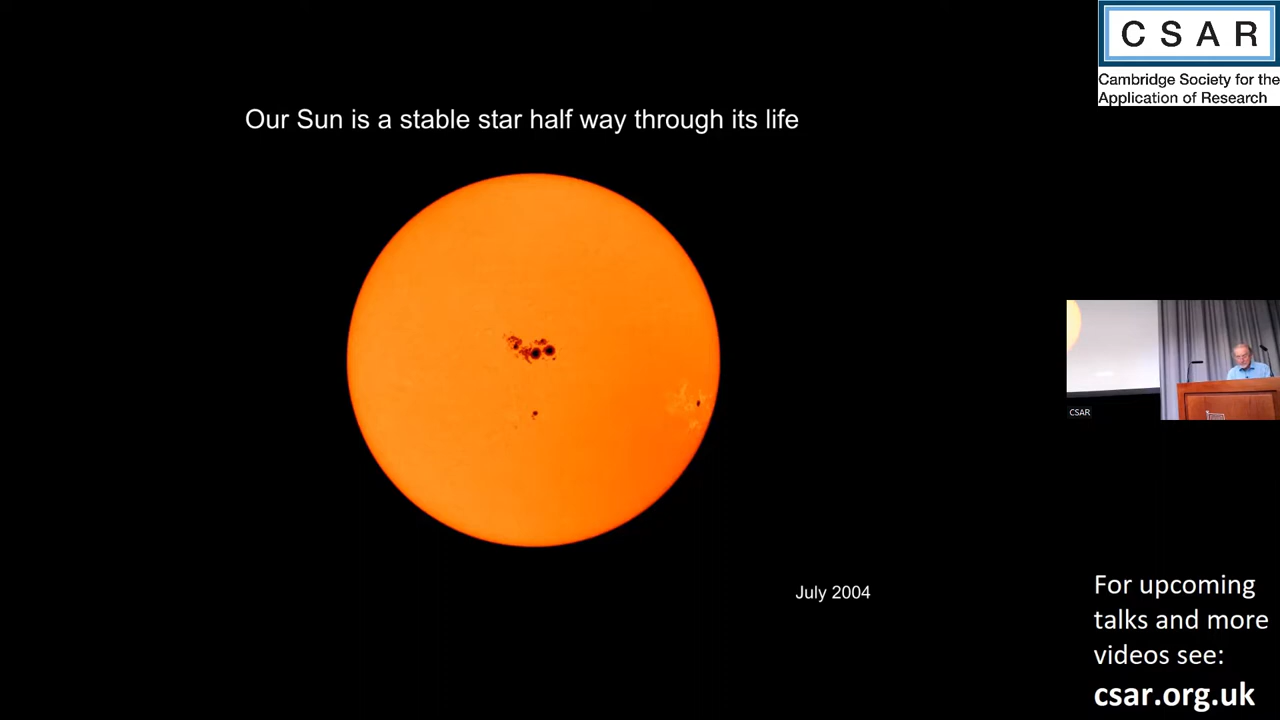 C S A R
Cambridge Society for the
Application of Research
Our Sun is a stable star half way through its life
CSAR
July 2004
For upcoming
talks and more
videos see:
csar.org.uk